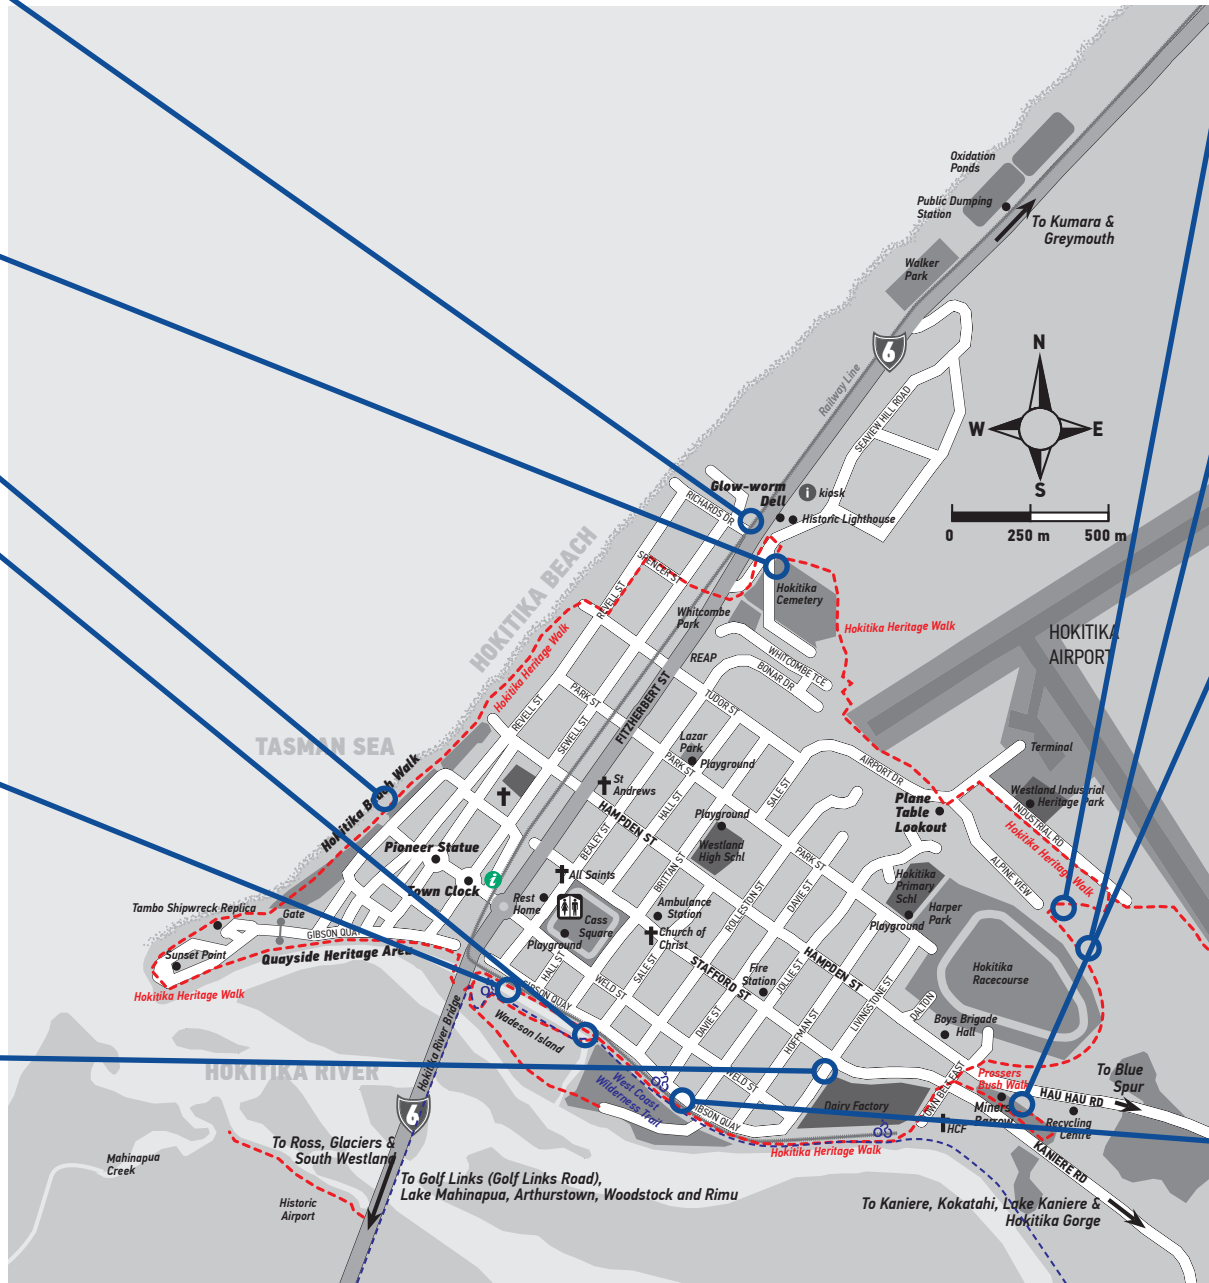 Oxidation
Ponds
Public Dumping
Station
To Kumara &
Greymouth
Walker
Park
6
N
W
E
S
0
250 m
500 m
Railway Line
SEAVIEW HILL ROAD
Glow-worm
Dell
i
kiosk
Historic Lighthouse
RICHARDS DR
SPENCER ST
Hokitika
Cemetery
Whitcombe
Park
Hokitika Heritage Walk
HOKITIKA
AIRPORT
HOKITIKA BEACH
REVELL ST
Hokitika Heritage Walk
REAP
WHITCOMBE TCE
BONAR DR
TUDOR ST
FITZHERBERT ST
PARK ST
REVELL ST
SEWELL ST
TASMAN SEA
Hokitika Beach Walk
Lazar
Park
Playground
PARK ST
St
Andrews
HAMPDEN ST
HALL ST
SALE ST
AIRPORT DR
Terminal
Westland Industrial
Heritage Park
INDUSTRIAL RD
Hokitika Heritage Walk
Plane
Table
Lookout
ALPINE VIEW
Playground
Westland
High Schl
BEALEY ST
BRITTAN ST
PARK ST
Pioneer Statue
Town Clock
i
All Saints
Rest
Home
Cass
Square
Playground
Ambulance
Station
Church of
Christ
ROLLESTON ST
DAVIE ST
Hokitika
Primary
Schl
Harper
Park
Playground
Tambo Shipwreck Replica
Gate
GIBSON QUAY
Quayside Heritage Area
Sunset Point
Hokitika Heritage Walk
HAMPDEN ST
STAFFORD ST
Hokitika
Racecourse
HALL ST
WELD ST
SALE ST
Fire
Station
JOLLIE ST
LIVINGSTONE ST
DALTON
GIBSON QUAY
Wadeson Island
DAVIE ST
HOFFMAN ST
Boys Brigade
Hall
Hokitika River Bridge
HOKITIKA RIVER
West Coast
Wilderness Trail
WELD ST
GIBSON QUAY
Dairy Factory
TOWN BELT EAST
Prossers
Bush Walk
Miners
Barrow
HAU HAU RD
To Blue
Spur
Recycling
Centre
HCF
KANIERE RD
Hokitika Heritage Walk
6
To Ross, Glaciers &
South Westland
Mahinapua
Creek
Historic
Airport
To Golf Links (Golf Links Road),
Lake Mahinapua, Arthurstown, Woodstock and Rimu
To Kaniere, Kokatahi, Lake Kaniere &
Hokitika Gorge